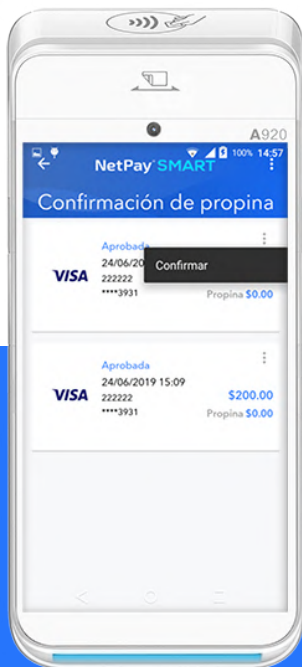 A920
100% 14:57
NetPay SMART
Confirmación de propina
Aprobada
24/06/20
Confirmar
VISA
222222
****3931
Propina $0.00
Aprobada
24/06/2019 15:09
VISA
222222
$200.00
****3931
Propina $0.00